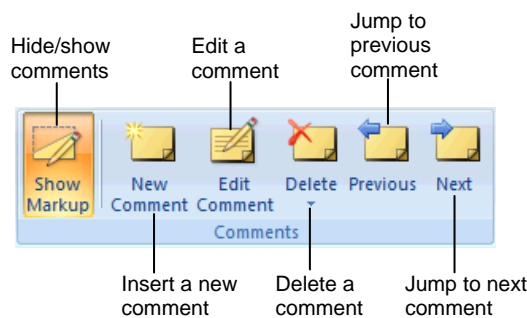 Jump to
previous
comment
Hide/show
comments
Edit a
comment
Show
Markup
New
Comment
Edit
Comment
Delete
Previous
Next
Comments
Insert a new
comment
Delete a
comment
Jump to next
comment